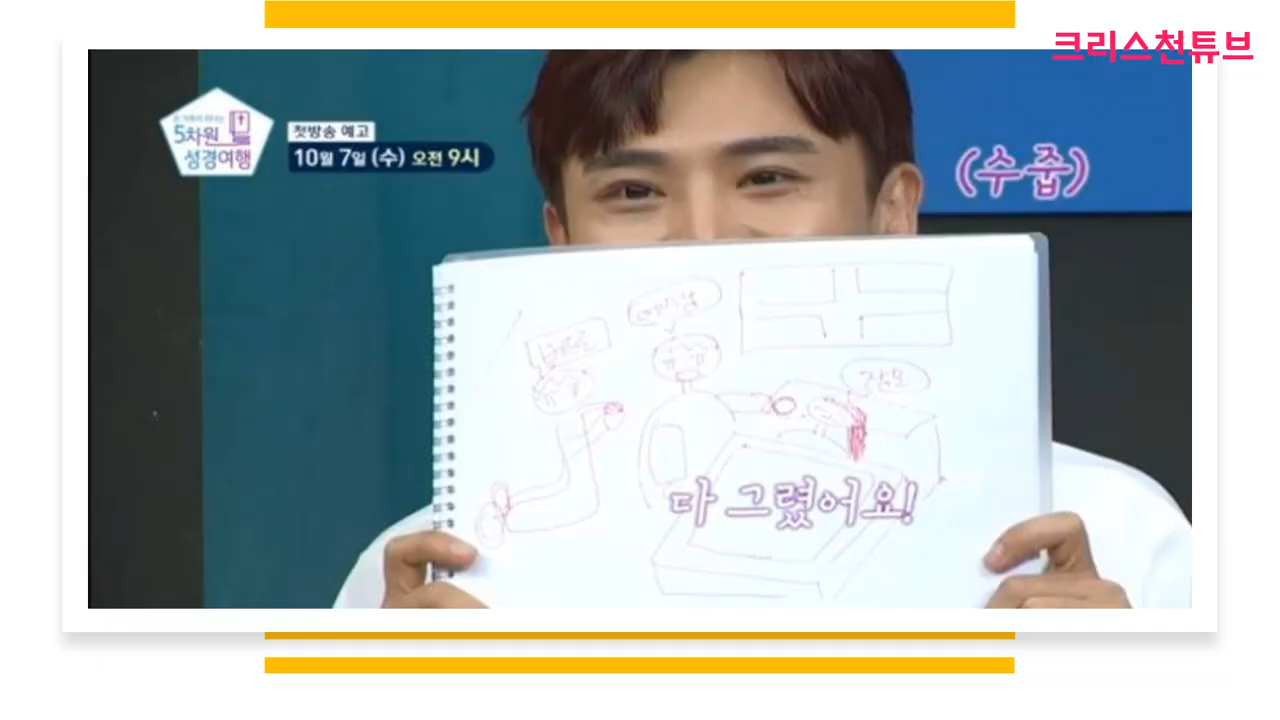 크리스천튜브
5차원
성경여행
첫방송 예고
10월 7일 (수) 오전 9시
(수줍)
다 그렸어요!